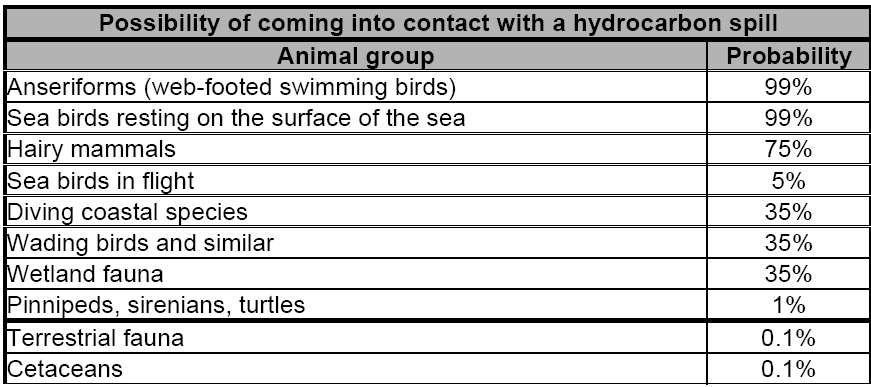 Possibility of coming into contact with a hydrocarbon spill
Animal group Probability
Anseriforms (web-footed swimming birds) 99%
Sea birds resting on the surface of the sea 99%
Hairy mammals 75%
Sea birds in flight 5%
Diving coastal species 35%
Wading birds and similar 35%
Wetland fauna 35%
Pinnipeds, sirenians, turtles 1%
Terrestrial fauna 0.1%
Cetaceans 0.1%